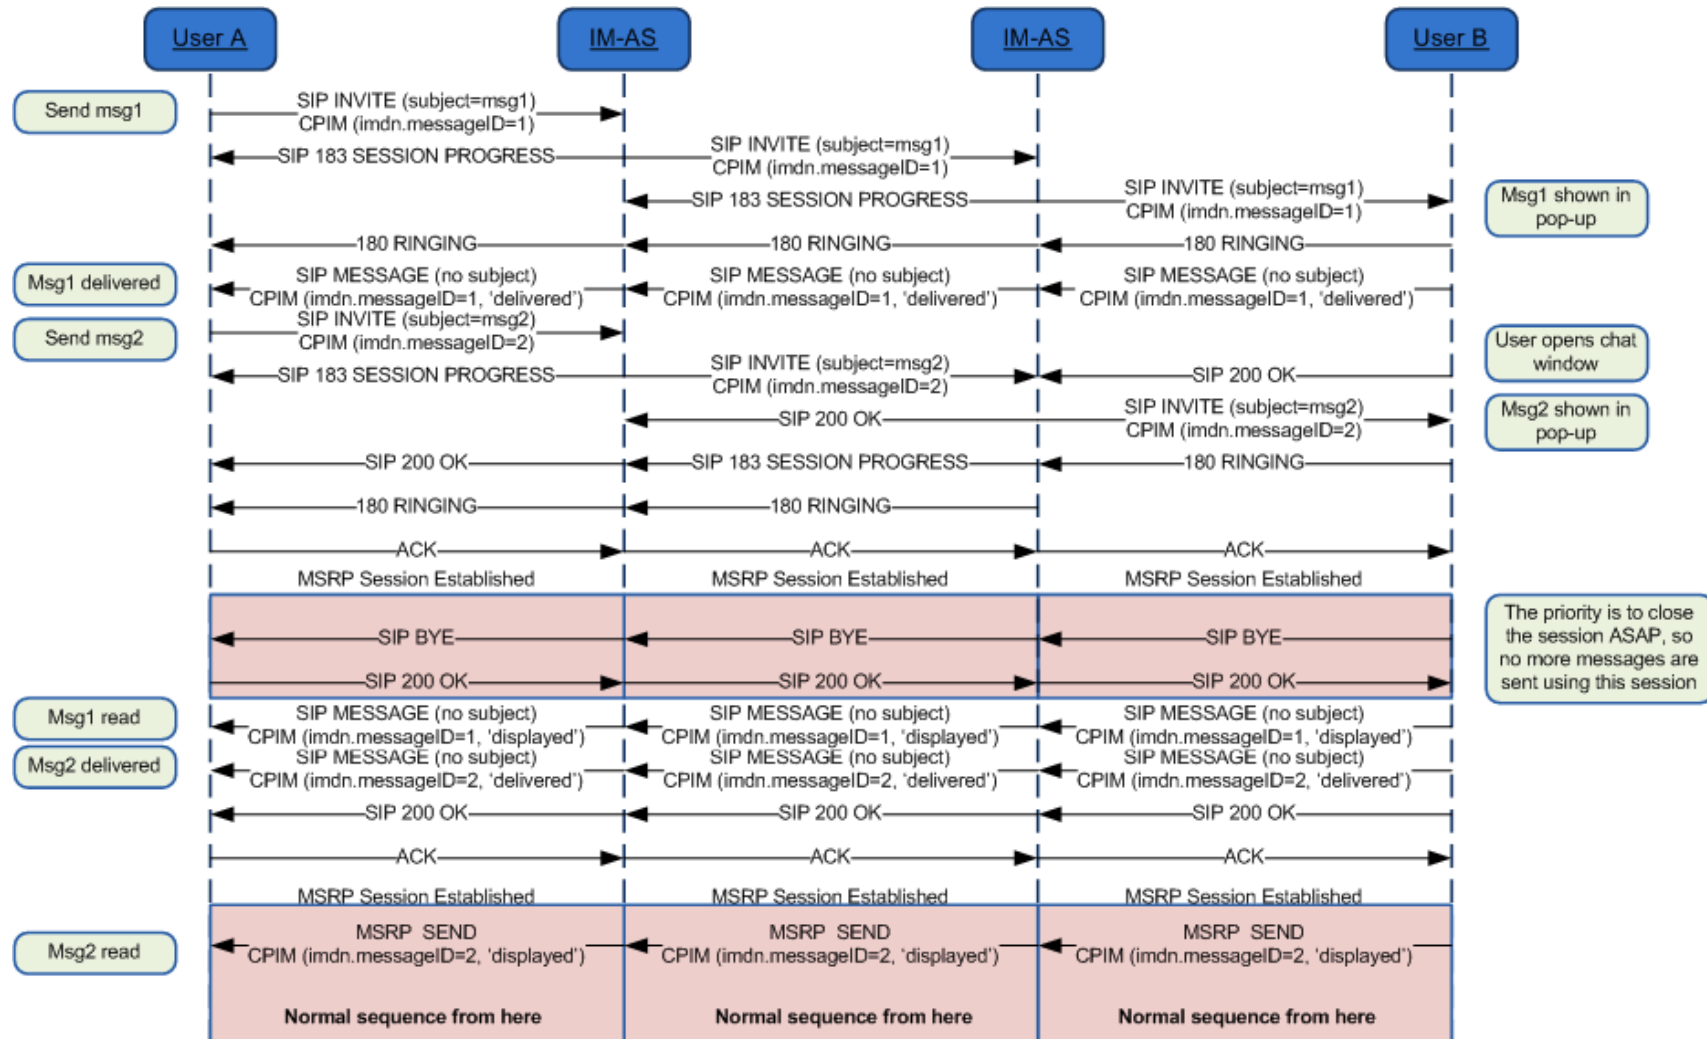 User A
IM-AS
IM-AS
User B
Send msg1
SIP INVITE (subject=msg1)
CPIM (imdn.messageID=1)
SIP 183 SESSION PROGRESS
SIP INVITE (subject=msg1)
CPIM (imdn.messageID=1)
SIP 183 SESSION PROGRESS
SIP INVITE (subject=msg1)
CPIM (imdn.messageID=1)
Msg1 shown in
pop-up
180 RINGING
180 RINGING
180 RINGING
Msg1 delivered
SIP MESSAGE (no subject)
CPIM (imdn.messageID=1, ‘delivered’)
SIP MESSAGE (no subject)
CPIM (imdn.messageID=1, ‘delivered’)
SIP MESSAGE (no subject)
CPIM (imdn.messageID=1, ‘delivered’)
Send msg2
SIP INVITE (subject=msg2)
CPIM (imdn.messageID=2)
User opens chat
window
SIP 183 SESSION PROGRESS
SIP INVITE (subject=msg2)
CPIM (imdn.messageID=2)
SIP 200 OK
SIP 200 OK
SIP INVITE (subject=msg2)
CPIM (imdn.messageID=2)
Msg2 shown in
pop-up
SIP 200 OK
SIP 183 SESSION PROGRESS
180 RINGING
180 RINGING
180 RINGING
ACK
ACK
ACK
MSRP Session Established
MSRP Session Established
MSRP Session Established
The priority is to close
the session ASAP, so
no more messages are
sent using this session
SIP BYE
SIP BYE
SIP BYE
SIP 200 OK
SIP 200 OK
SIP 200 OK
Msg1 read
SIP MESSAGE (no subject)
CPIM (imdn.messageID=1, ‘displayed’)
SIP MESSAGE (no subject)
CPIM (imdn.messageID=1, ‘displayed’)
SIP MESSAGE (no subject)
CPIM (imdn.messageID=1, ‘displayed’)
Msg2 delivered
SIP MESSAGE (no subject)
CPIM (imdn.messageID=2, ‘delivered’)
SIP MESSAGE (no subject)
CPIM (imdn.messageID=2, ‘delivered’)
SIP MESSAGE (no subject)
CPIM (imdn.messageID=2, ‘delivered’)
SIP 200 OK
SIP 200 OK
SIP 200 OK
ACK
ACK
ACK
MSRP Session Established
MSRP Session Established
MSRP Session Established
Msg2 read
MSRP SEND
CPIM (imdn.messageID=2, ‘displayed’)
MSRP SEND
CPIM (imdn.messageID=2, ‘displayed’)
MSRP SEND
CPIM (imdn.messageID=2, ‘displayed’)
Normal sequence from here
Normal sequence from here
Normal sequence from here